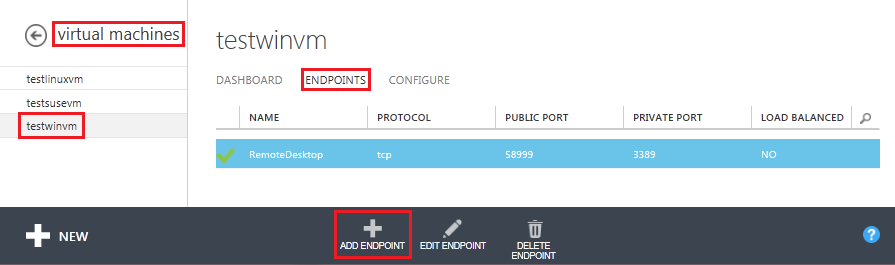 virtual machines
testlinuxvm
testsusevm
testwinvm
testwinvm
DASHBOARD ENDPOINTS CONFIGURE
NAME PROTOCOL PUBLIC PORT PRIVATE PORT LOAD BALANCED
RemoteDesktop tcp 58999 3389 NO
NEW
ADD ENDPOINT
EDIT ENDPOINT
DELETE
ENDPOINT
?